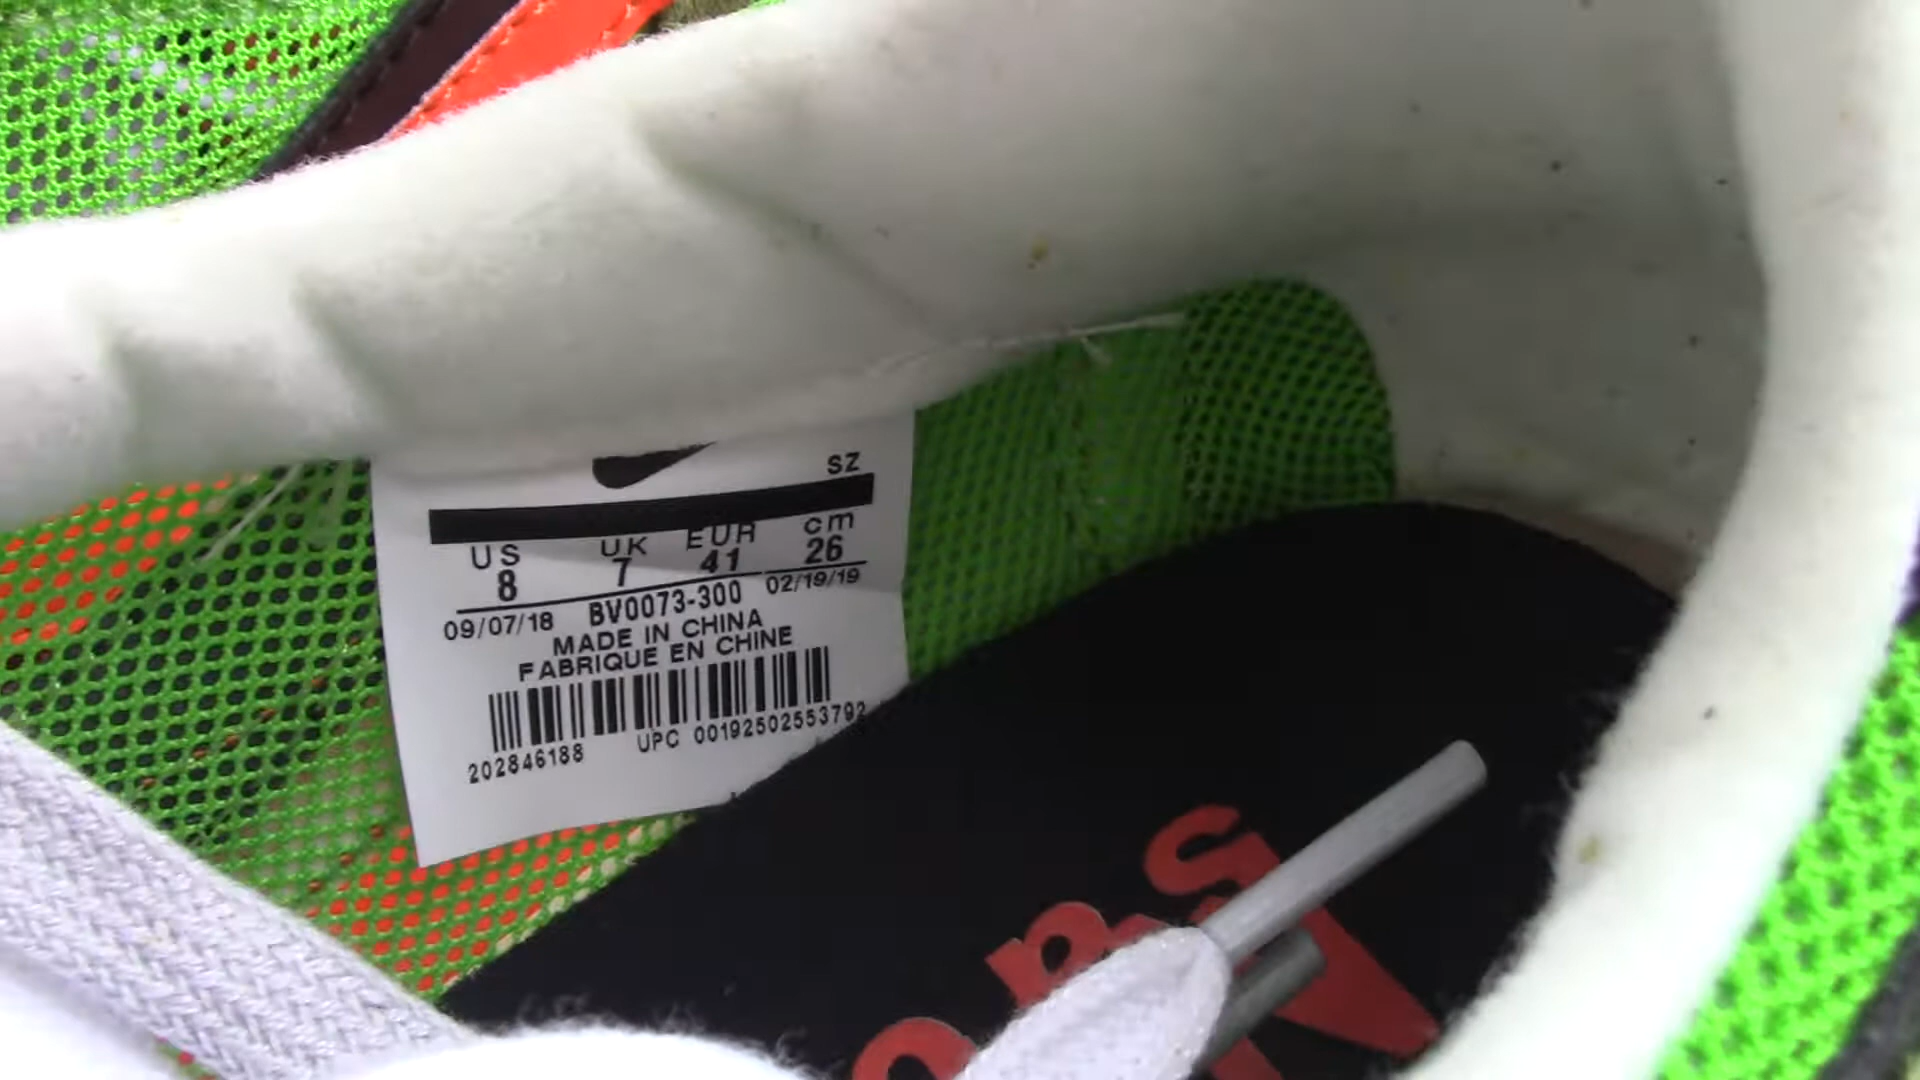 SZ
US UK EUR cm
8 7 41 26
09/07/18 BV0073-300 02/19/19
MADE IN CHINA
FABRIQUE EN CHINE
202846188 UPC 00192502553792